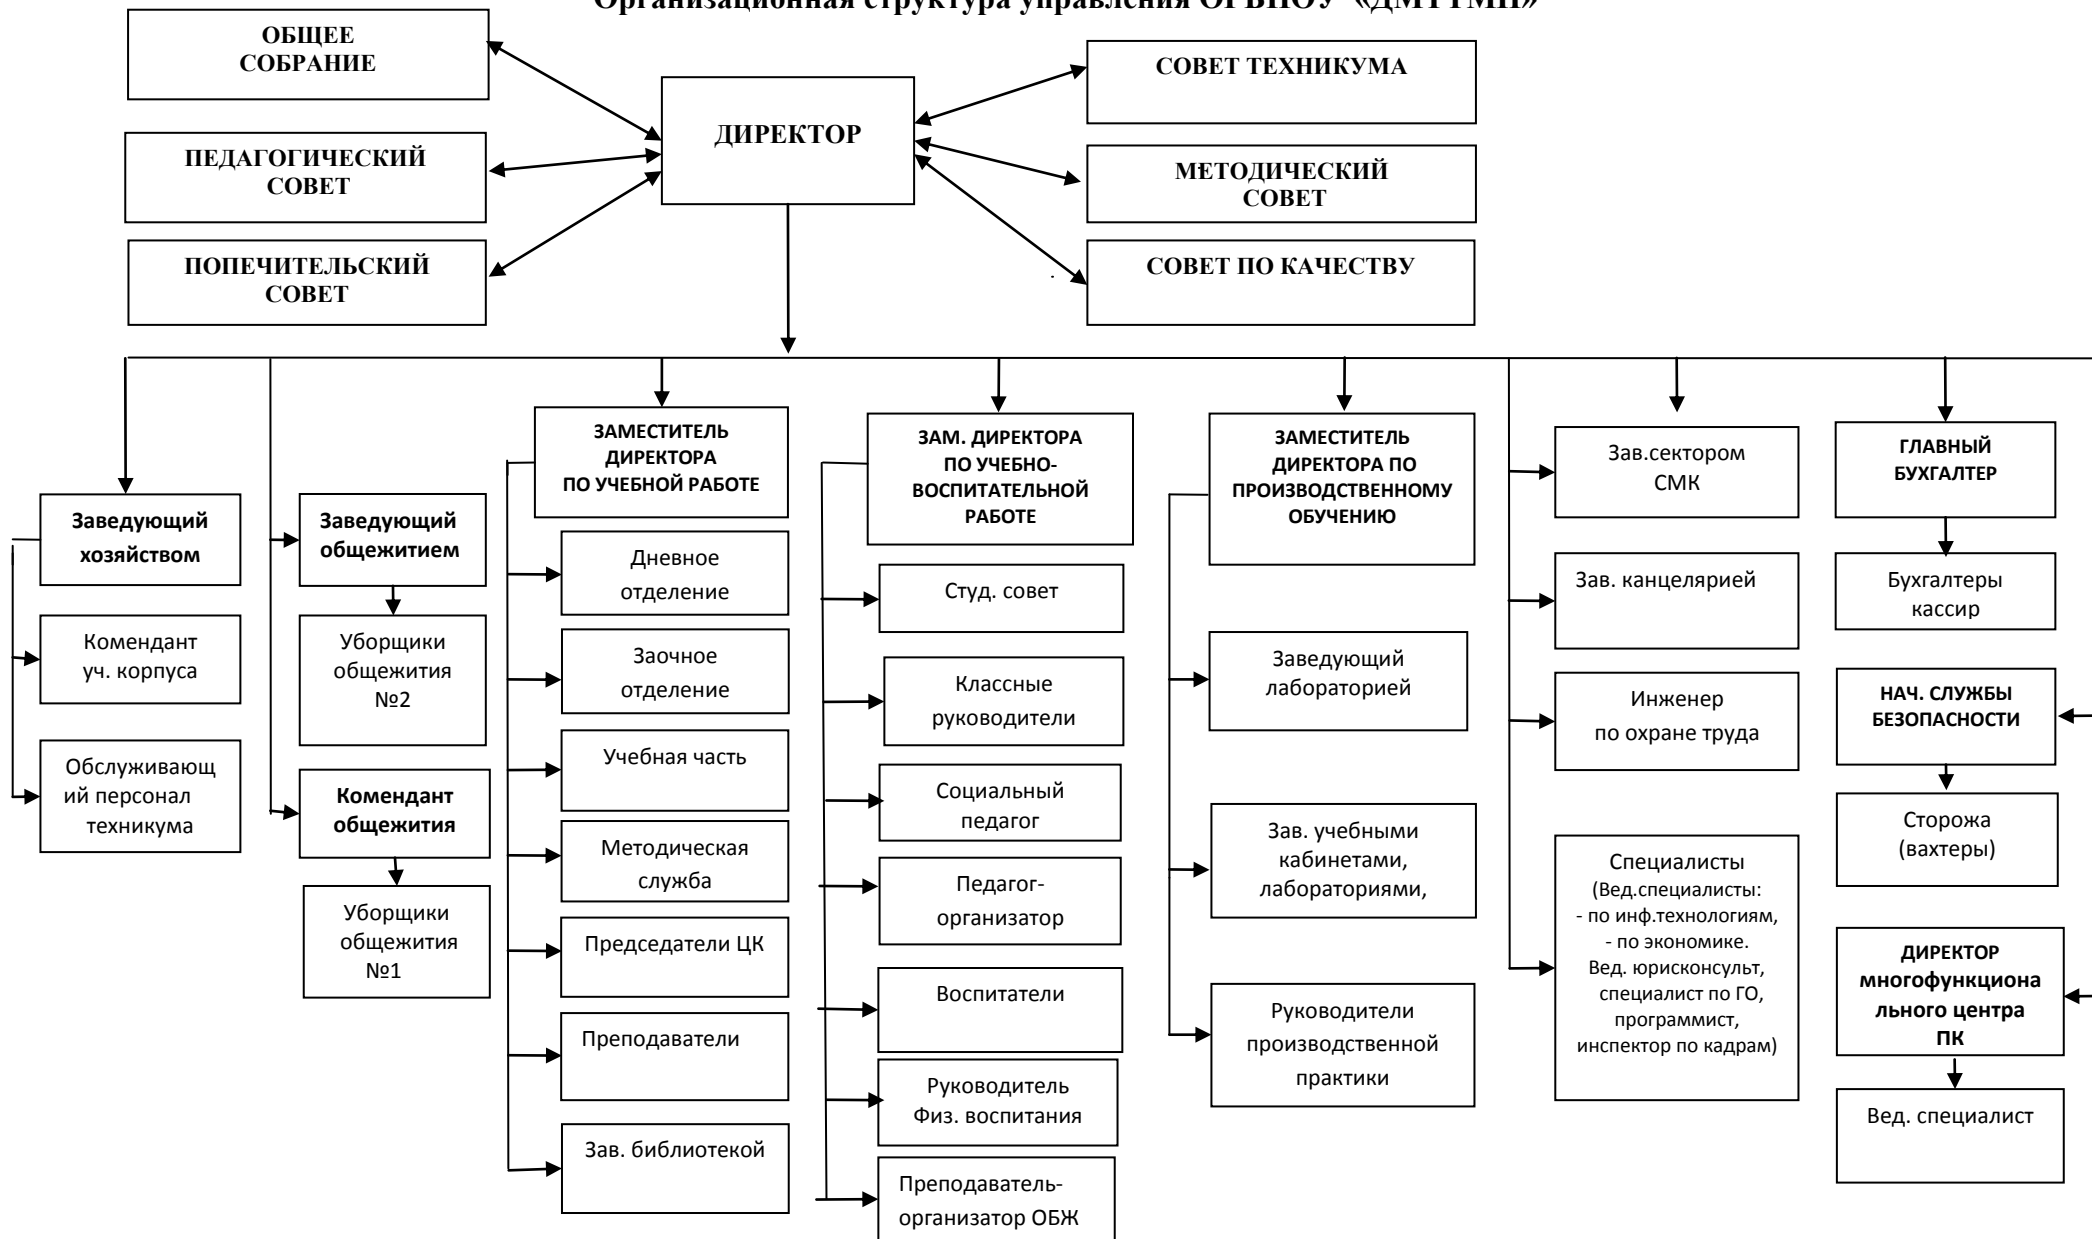 Организационная структура управления
ОБЩЕЕ
СОБРАНИЕ
ПЕДАГОГИЧЕСКИЙ
СОВЕТ
ПОПЕЧИТЕЛЬСКИЙ
СОВЕТ
ДИРЕКТОР
СОВЕТ ТЕХНИКУМА
МЕТОДИЧЕСКИЙ
СОВЕТ
СОВЕТ ПО КАЧЕСТВУ
Заведующий
хозяйством
Комендант
уч. корпуса
Обслуживающ
ий персонал
техникума
Заведующий
общежитием
Уборщики
общежития
№2
Комендант
общежития
Уборщики
общежития
№1
ЗАМЕСТИТЕЛЬ
ДИРЕКТОРА
ПО УЧЕБНОЙ РАБОТЕ
Дневное
отделение
Заочное
отделение
Учебная часть
Методическая
служба
Председатели ЦК
Преподаватели
Зав. библиотекой
ЗАМ. ДИРЕКТОРА
ПО УЧЕБНО-
ВОСПИТАТЕЛЬНОЙ
РАБОТЕ
Студ. совет
Классные
руководители
Социальный
педагог
Педагог-
организатор
Воспитатели
Руководитель
Физ. воспитания
Преподаватель-
организатор ОБЖ
ЗАМЕСТИТЕЛЬ
ДИРЕКТОРА ПО
ПРОИЗВОДСТВЕННОМУ
ОБУЧЕНИЮ
Заведующий
лабораторией
Зав. учебными
кабинетами,
лабораториями,
Руководители
производственной
практики
Зав.сектором
СМК
Зав. канцелярией
Инженер
по охране труда
Специалисты
(Вед.специалисты:
- по инф.технологиям,
- по экономике.
Вед. юрисконсульт,
специалист по ГО,
программист,
инспектор по кадрам)
ГЛАВНЫЙ
БУХГАЛТЕР
Бухгалтеры
кассир
НАЧ. СЛУЖБЫ
БЕЗОПАСНОСТИ
Сторожа
(вахтеры)
ДИРЕКТОР
многофункциона
льного центра
ПК
Вед. специалист